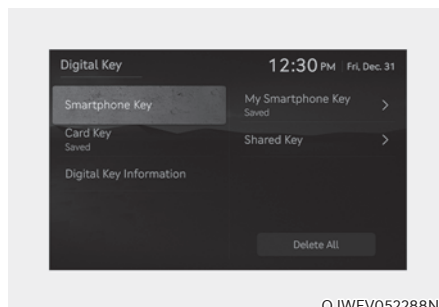 Digital Key
12:30 PM Fri, Dec. 31
Smartphone Key
My Smartphone Key
Saved
Card Key
Saved
Shared Key
Digital Key Information
Delete All
OJWEV052288N